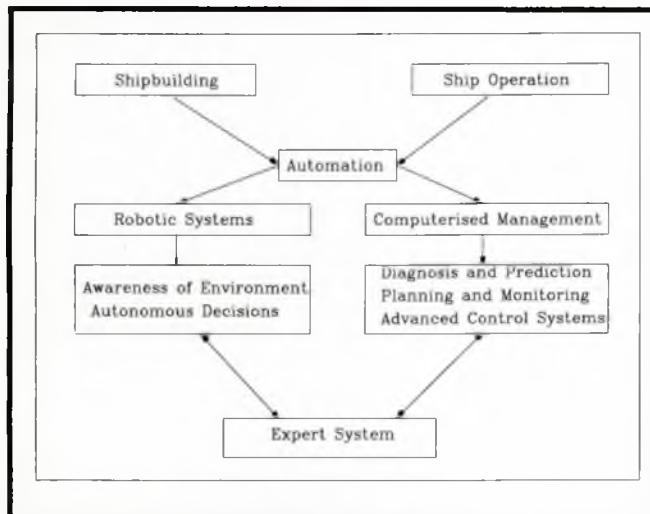 Shipbuilding
Ship Operation
Automation
Robotic Systems
Computerised Management
Awareness of Environment
Autonomous Decisions
Diagnosis and Prediction
Planning and Monitoring
Advanced Control Systems
Expert System